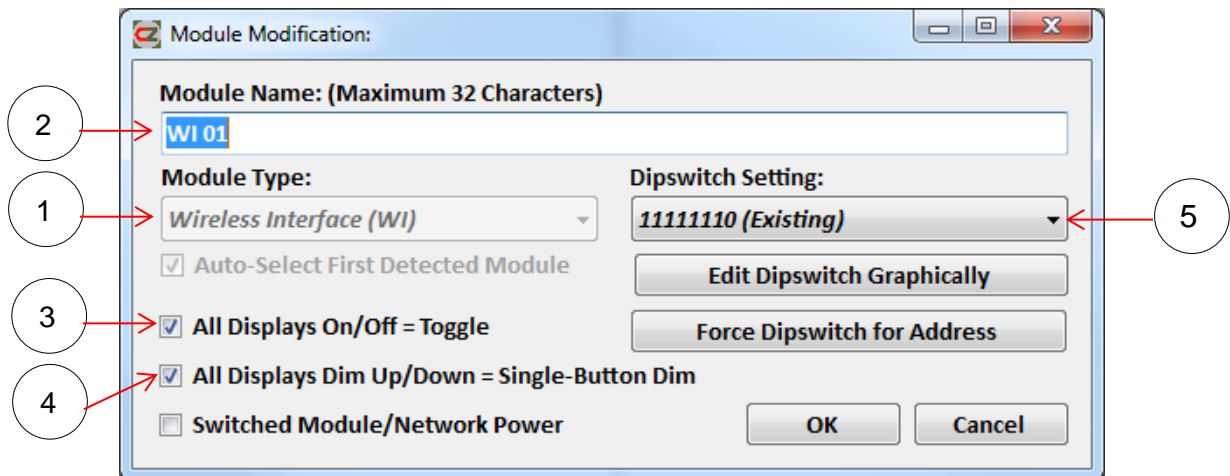 CZ Module Modification:
Module Name: (Maximum 32 Characters)
2
WI 01
Module Type:
Dipswitch Setting:
1
Wireless Interface (WI)
11111110 (Existing)
5
Auto-Select First Detected Module
Edit Dipswitch Graphically
3
All Displays On/Off = Toggle
Force Dipswitch for Address
4
All Displays Dim Up/Down = Single-Button Dim
Switched Module/Network Power
OK
Cancel